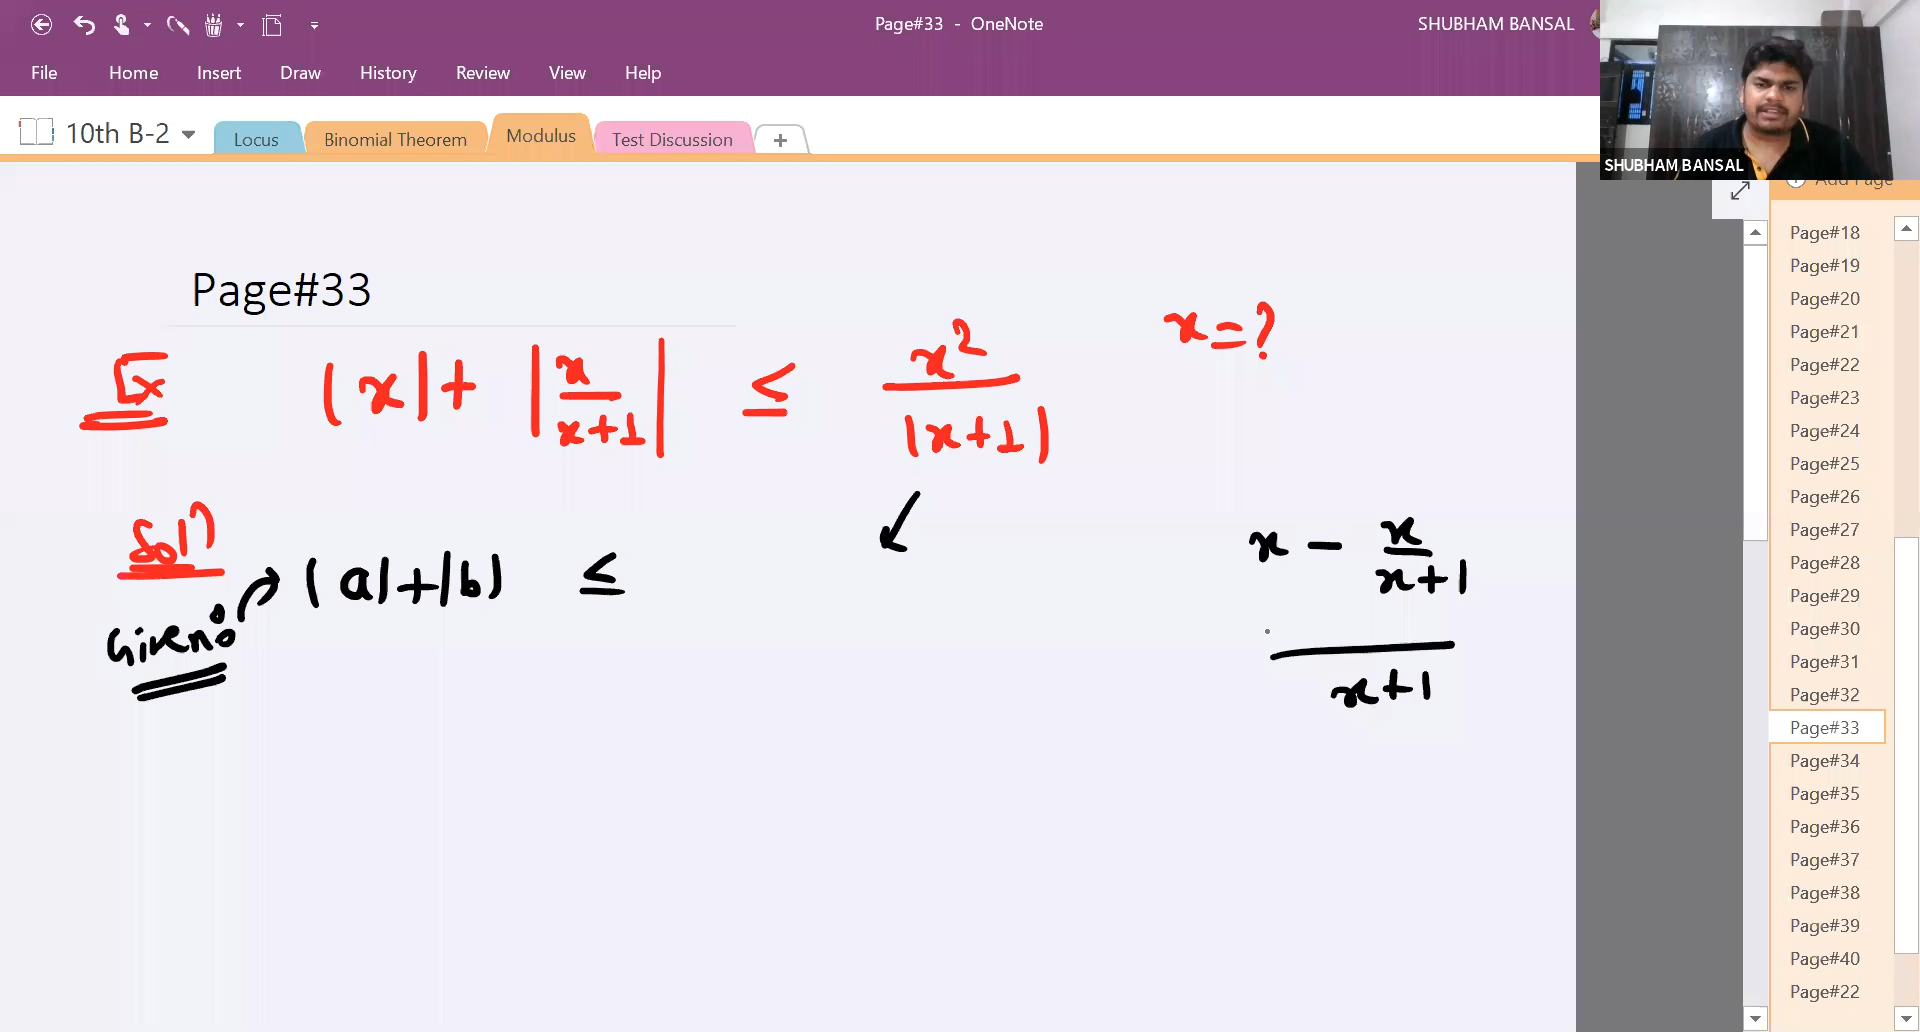 Page#33 - OneNote
SHUBHAM BANSAL
File Home Insert Draw History Review View Help
SHUBHAM BANSAL
10th B-2 Locus Binomial Theorem Modulus Test Discussion +
Add Page
Page#18
Page#19
Page#20
Page#21
Page#22
Page#23
Page#24
Page#25
Page#26
Page#27
Page#28
Page#29
Page#30
Page#31
Page#32
Page#33
Page#34
Page#35
Page#36
Page#37
Page#38
Page#39
Page#40
Page#22
Page#33
x = ?
Ex |x| + |x/(x+1)| ≤ x²/|x+1|
Solⁿ
x - x/(x+1)
Given: |a|+|b| ≤
x+1